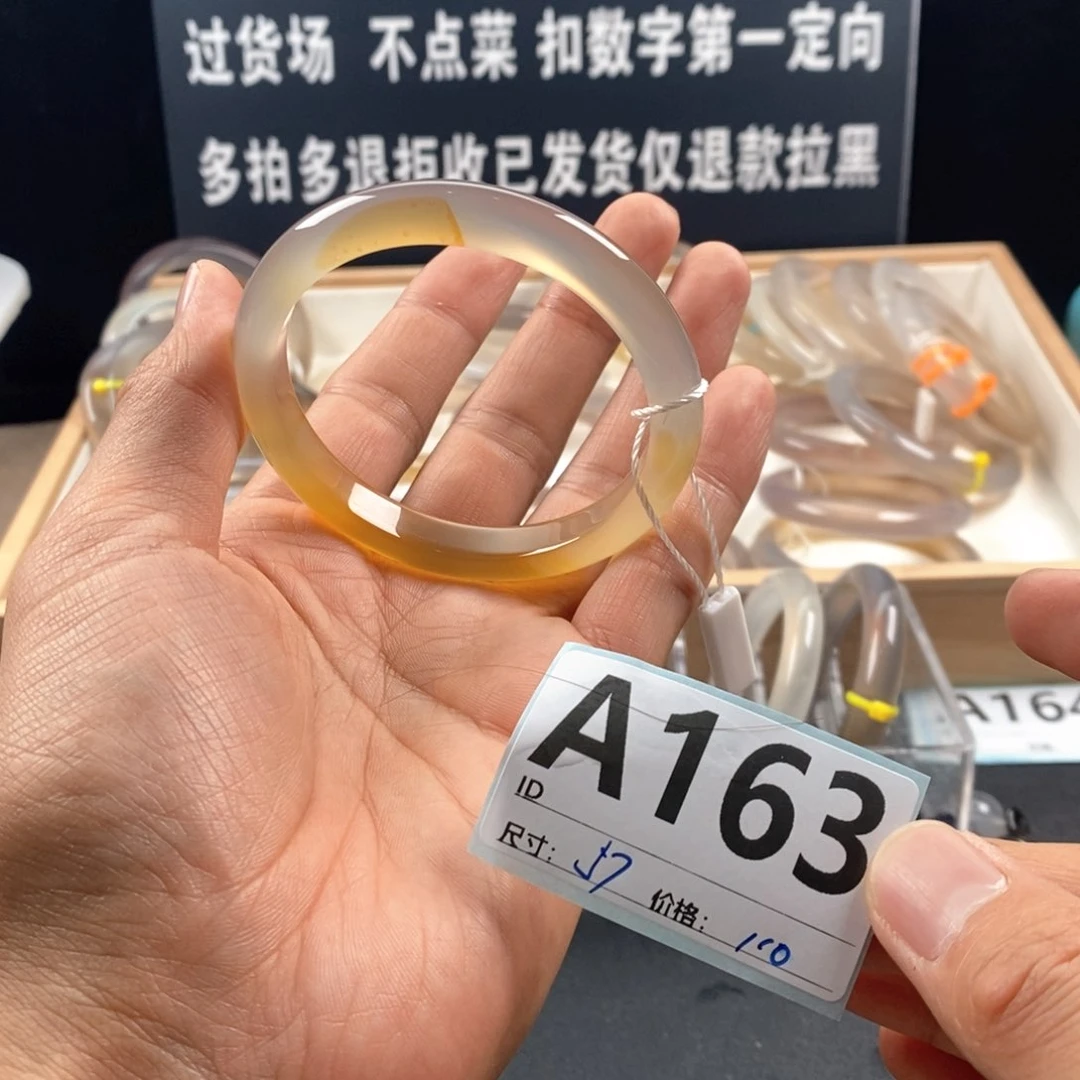 过货场 不点菜 扣数字第一定向
多拍多退拒收已发货仅退款拉黑
A163
ID
尺寸: 57
价格: 100
A164